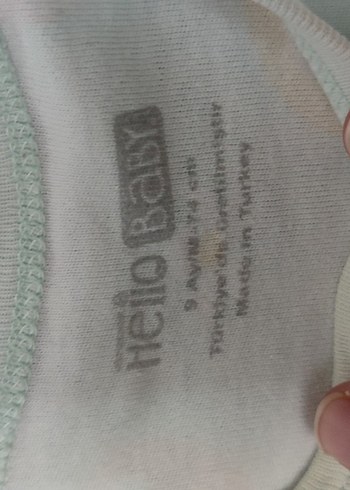 Hello BaBY
9 Ay/M-74 cm
Türkiye'de üretilmiştir
Made in Turkey